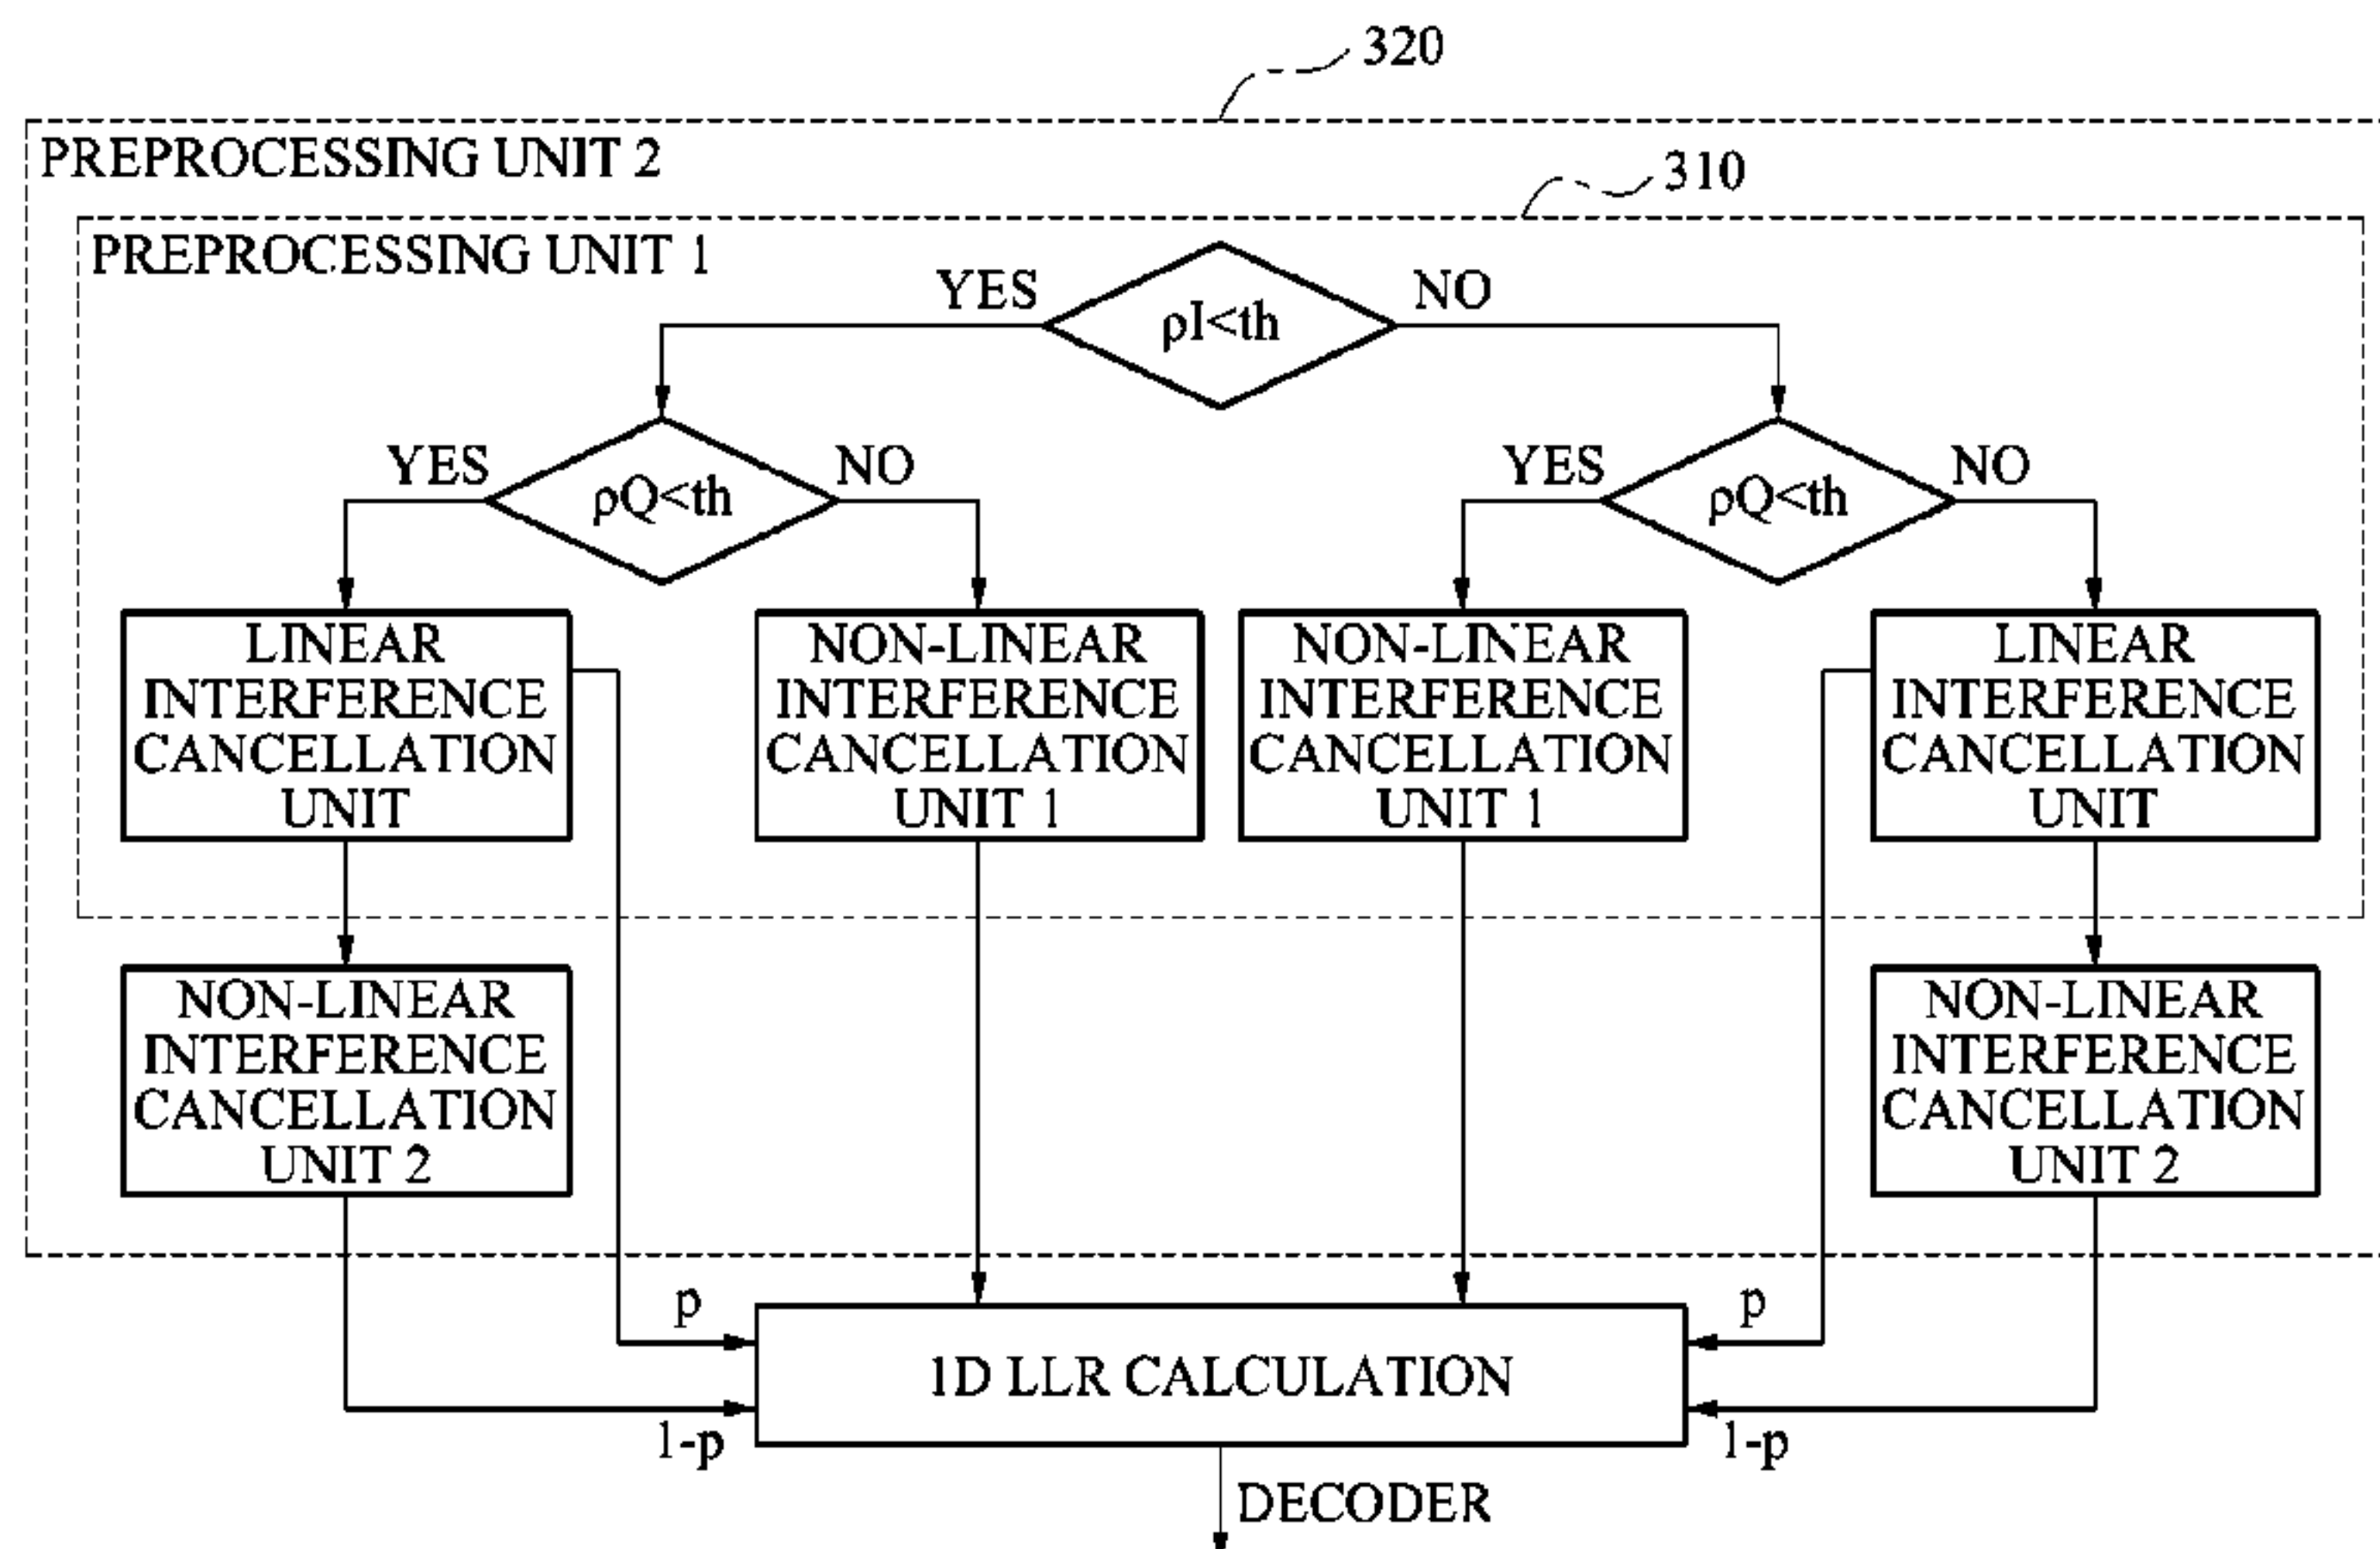 320
PREPROCESSING UNIT 2
310
PREPROCESSING UNIT 1
YES
NO
ρI<th
YES
NO
YES
NO
ρQ<th
ρQ<th
LINEAR
INTERFERENCE
CANCELLATION
UNIT
NON-LINEAR
INTERFERENCE
CANCELLATION
UNIT 1
NON-LINEAR
INTERFERENCE
CANCELLATION
UNIT 1
LINEAR
INTERFERENCE
CANCELLATION
UNIT
NON-LINEAR
INTERFERENCE
CANCELLATION
UNIT 2
NON-LINEAR
INTERFERENCE
CANCELLATION
UNIT 2
p
p
1D LLR CALCULATION
1-p
1-p
DECODER